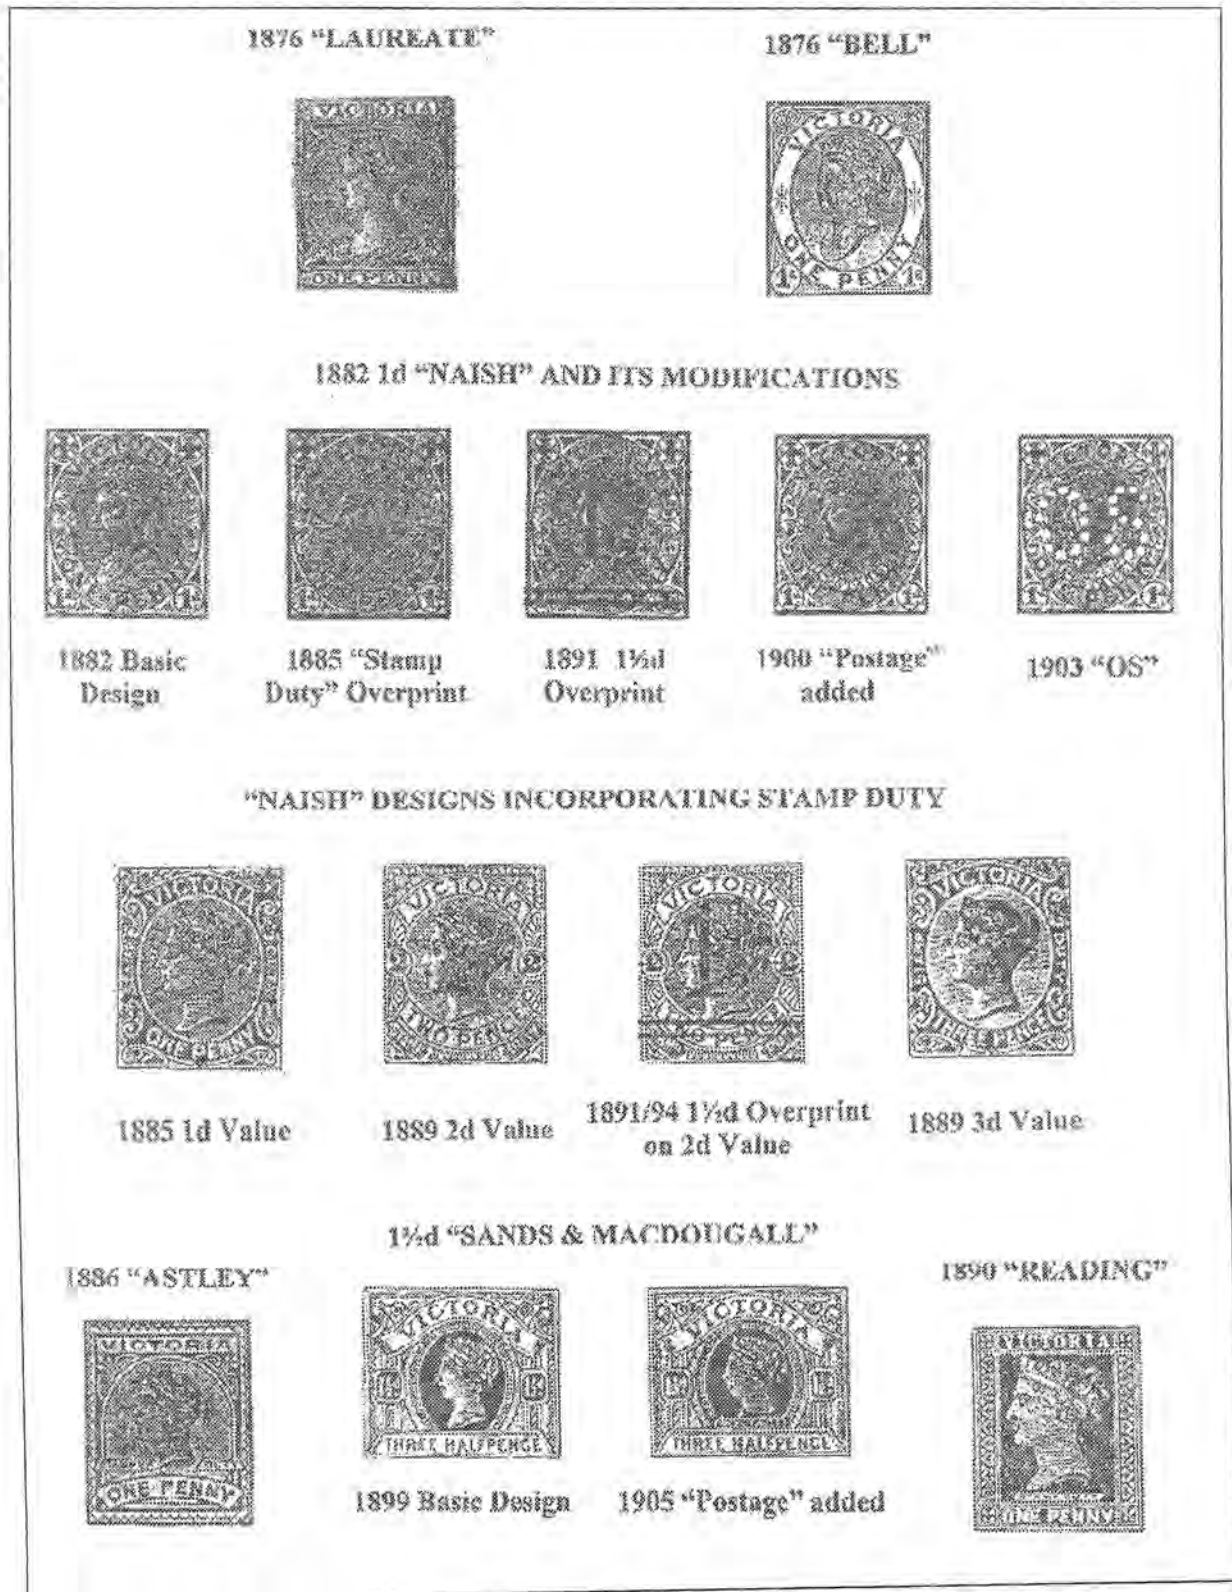 1876 “LAUREATE”
1876 “BELL”
VICTORIA
ONE PENNY
VICTORIA
ONE PENNY
1d 1d
1882 1d “NAISH” AND ITS MODIFICATIONS
1882 Basic
Design
1885 “Stamp
Duty” Overprint
1891 1½d
Overprint
1900 “Postage”
added
1903 “OS”
“NAISH” DESIGNS INCORPORATING STAMP DUTY
VICTORIA
ONE PENNY
VICTORIA
TWO PENCE
VICTORIA
VICTORIA
THREE PENCE
1885 1d Value
1889 2d Value
1891/94 1½d Overprint
on 2d Value
1889 3d Value
1½d “SANDS & MACDOUGALL”
1886 “ASTLEY”
1890 “READING”
VICTORIA
ONE PENNY
VICTORIA
THREE HALFPENCE
VICTORIA
THREE HALFPENCE
VICTORIA
ONE PENNY
1899 Basic Design
1905 “Postage” added